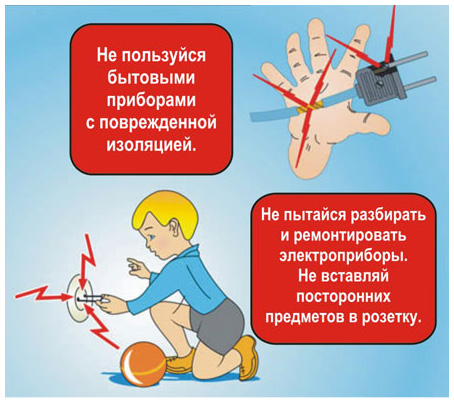 Не пользуйся
бытовыми
приборами
с поврежденной
изоляцией.
Не пытайся разбирать
и ремонтировать
электроприборы.
Не вставляй
посторонних
предметов в розетку.